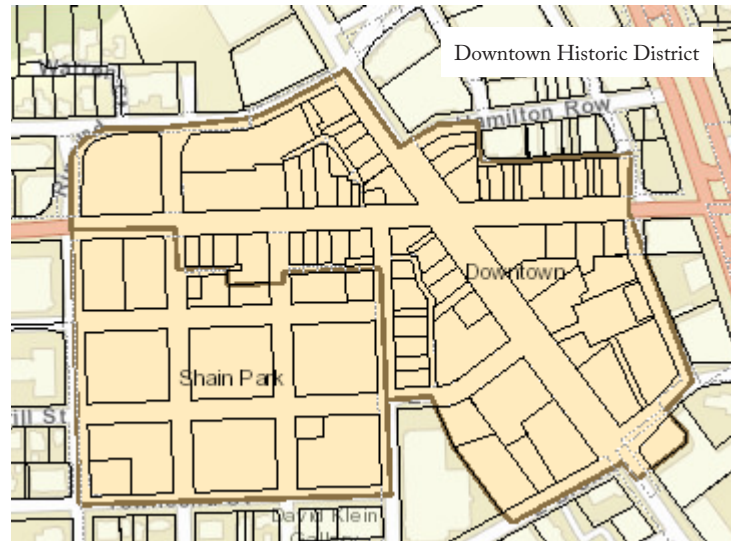 Downtown Historic District
Hamilton Row
Downtown
Shain Park
ill St
David Klein